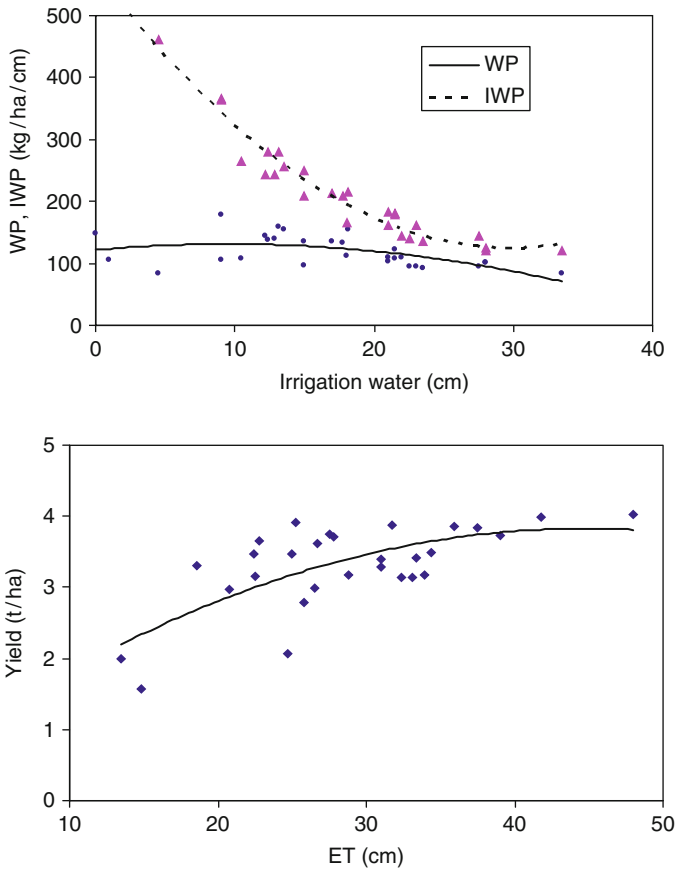 500
400
300
200
100
0
WP, IWP (kg/ha/cm)
WP
IWP
0 10 20 30 40
Irrigation water (cm)
5
4
3
2
1
0
Yield (t/ha)
10 20 30 40 50
ET (cm)